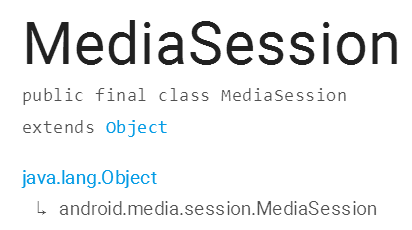 MediaSession
public final class MediaSession
extends Object
java.lang.Object
↳ android.media.session.MediaSession